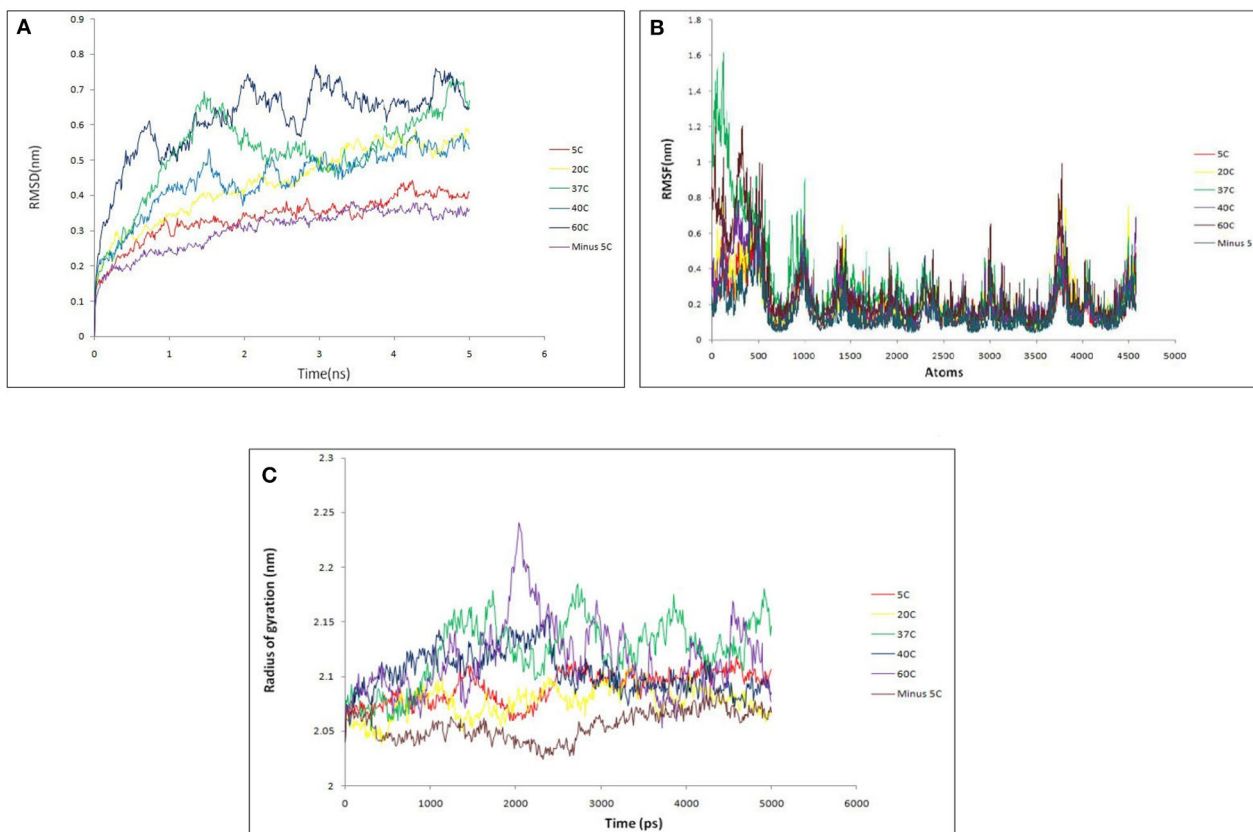 A
0.9
0.8
0.7
0.6
0.5
0.4
0.3
0.2
0.1
0
RMSD(nm)
0 1 2 3 4 5 6
Time(ns)
5C
20C
37C
40C
60C
Minus 5C
B
1.8
1.6
1.4
1.2
1
0.8
0.6
0.4
0.2
0
RMSF(nm)
0 500 1000 1500 2000 2500 3000 3500 4000 4500 5000
Atoms
5C
20C
37C
40C
60C
Minus 5
C
2.3
2.25
2.2
2.15
2.1
2.05
2
Radius of gyration (nm)
0 1000 2000 3000 4000 5000 6000
Time (ps)
5C
20C
37C
40C
60C
Minus 5C